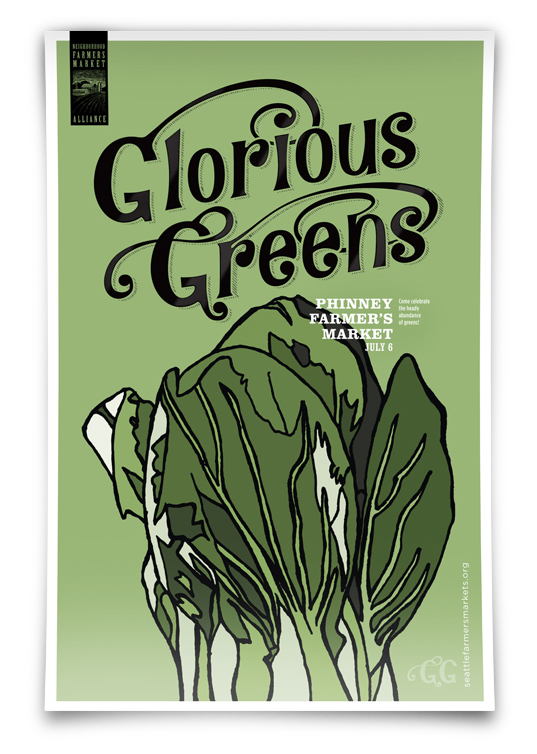 NEIGHBOURHOOD
FARMERS
MARKET
ALLIANCE
Glorious
Greens
PHINNEY
FARMER'S
MARKET
JULY 6
Come celebrate
the heady
abundance
of greens!
seattlefarmersmarkets.org
GG